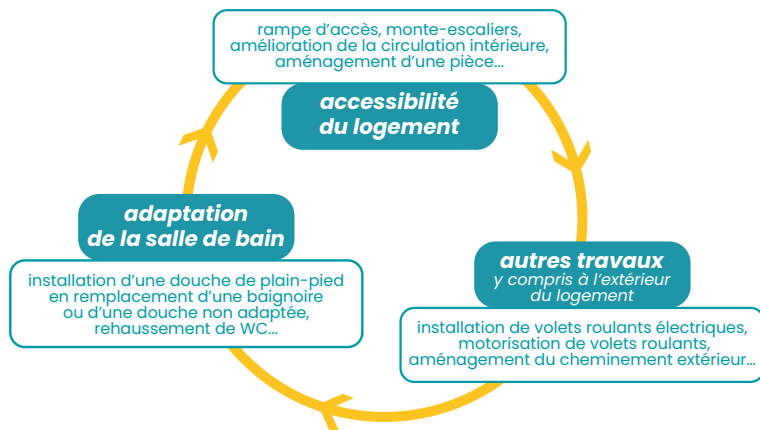 rampe d’accès, monte-escaliers,
amélioration de la circulation intérieure,
aménagement d’une pièce...
accessibilité
du logement
adaptation
de la salle de bain
installation d’une douche de plain-pied
en remplacement d’une baignoire
ou d’une douche non adaptée,
rehaussement de WC...
autres travaux
y compris à l’extérieur
du logement
installation de volets roulants électriques,
motorisation de volets roulants,
aménagement du cheminement extérieur...